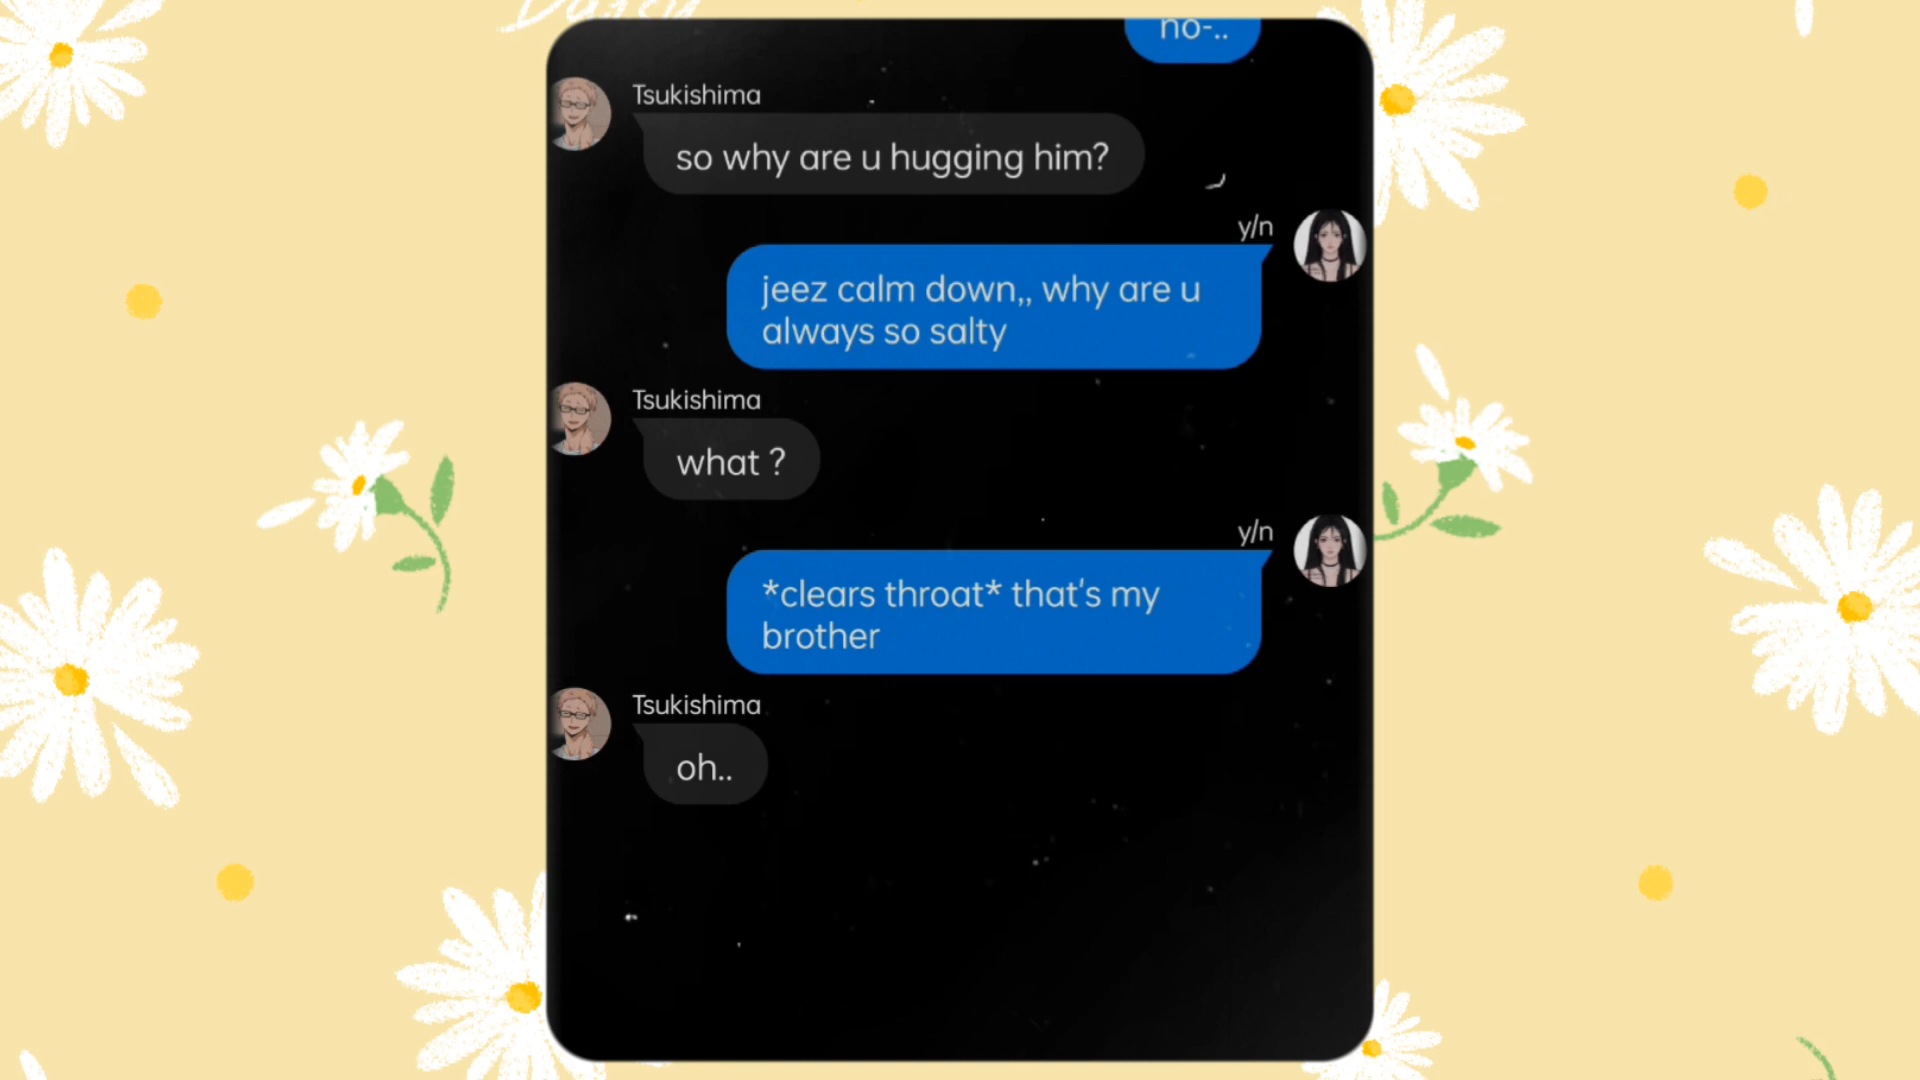 Daisy
no-..
Tsukishima
so why are u hugging him?
y/n
jeez calm down,, why are u
always so salty
Tsukishima
what ?
y/n
*clears throat* that's my
brother
Tsukishima
oh..